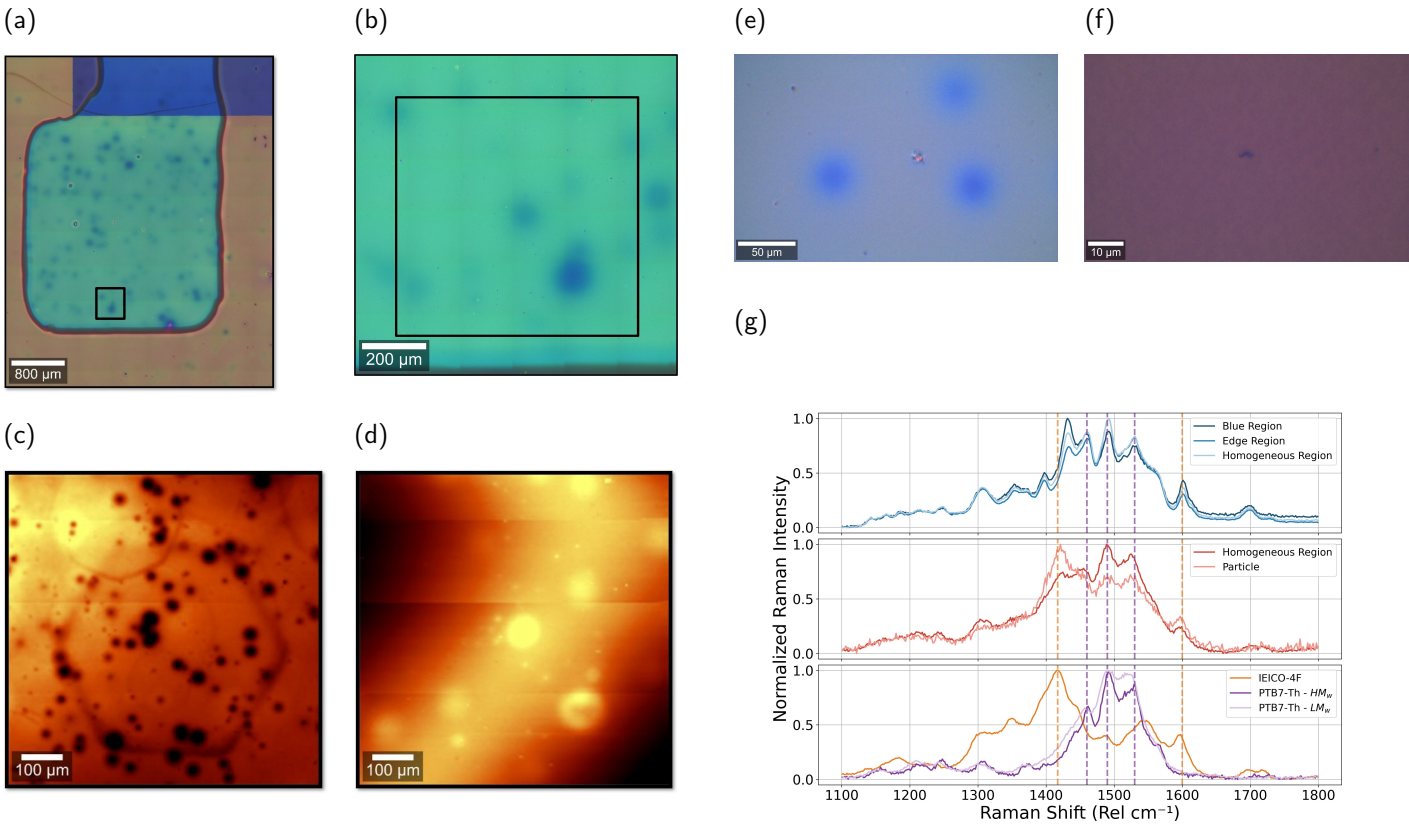 (a)
(b)
(e)
(f)
800 µm
200 µm
50 µm
10 µm
(c)
(d)
(g)
100 µm
100 µm
Normalized Raman Intensity
1.0
0.5
0.0
Blue Region
Edge Region
Homogeneous Region
1.0
0.5
0.0
Homogeneous Region
Particle
1.0
0.5
0.0
IEICO-4F
PTB7-Th - HMw
PTB7-Th - LMw
1100 1200 1300 1400 1500 1600 1700 1800
Raman Shift (Rel cm⁻¹)